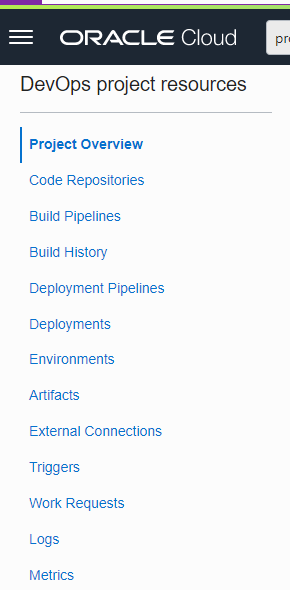 ORACLE Cloud
pr
DevOps project resources
Project Overview
Code Repositories
Build Pipelines
Build History
Deployment Pipelines
Deployments
Environments
Artifacts
External Connections
Triggers
Work Requests
Logs
Metrics